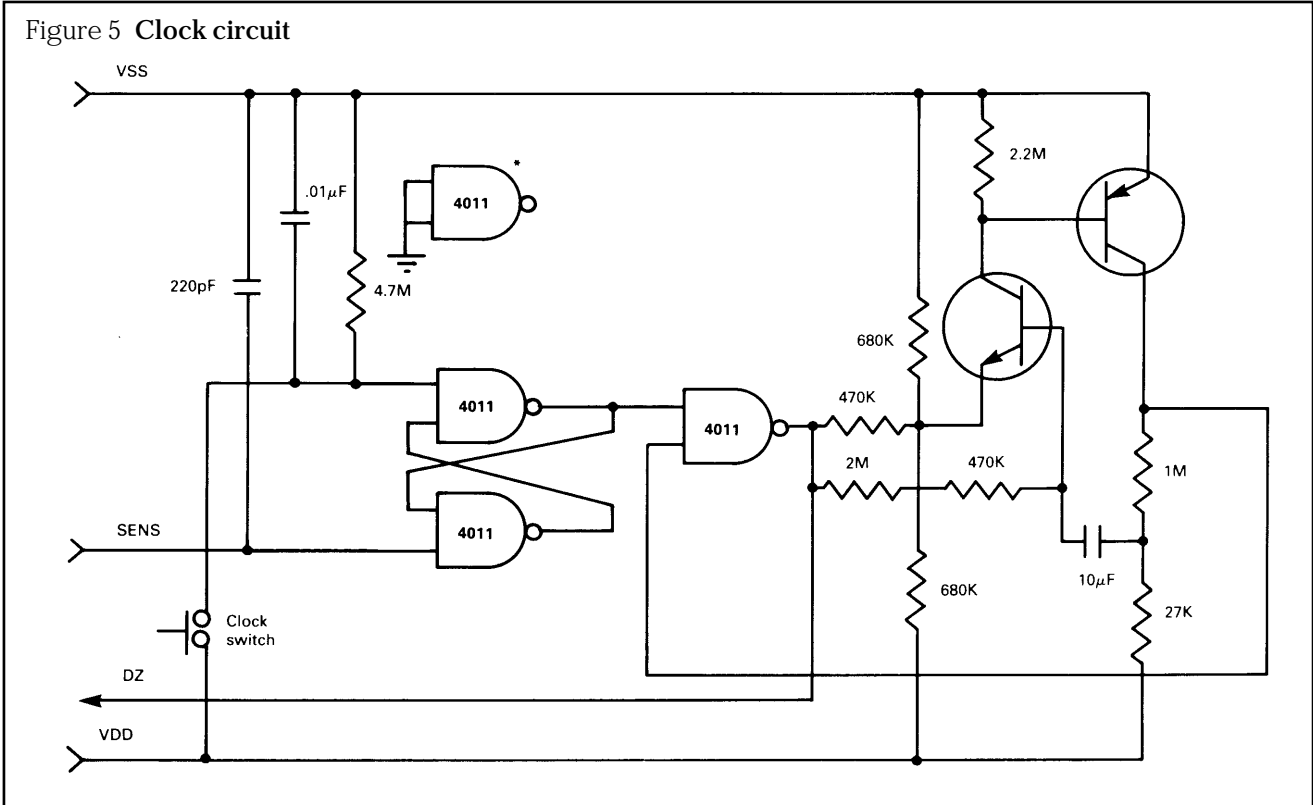 Figure 5 Clock circuit
VSS
2.2M
*
4011
.01µF
220pF
4.7M
680K
4011
470K
4011
2M
470K
1M
SENS
4011
10µF
680K
27K
Clock
switch
DZ
VDD